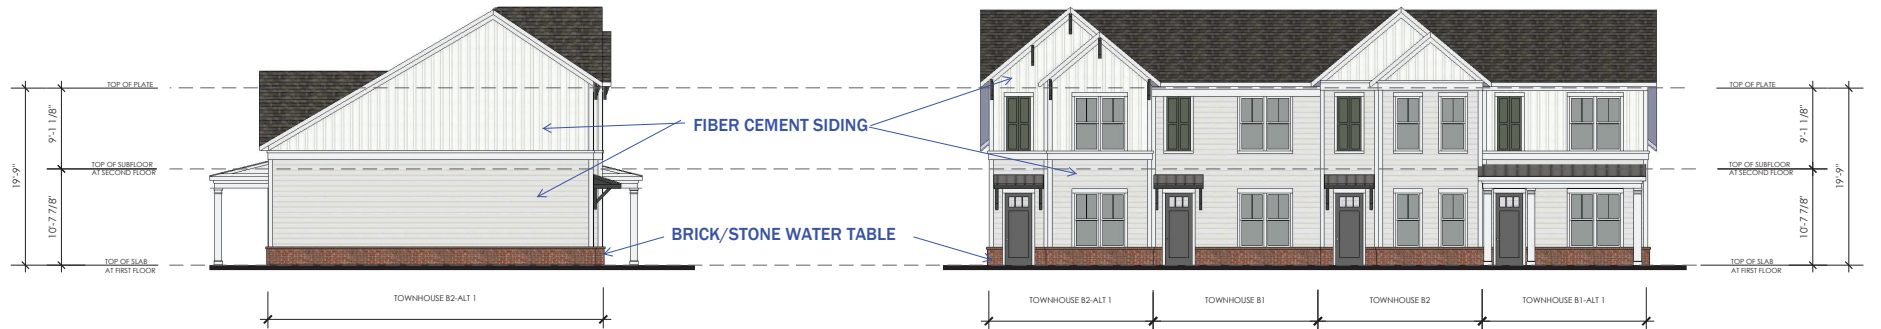 TOP OF PLATE
9'-1 1/8"
TOP OF SUBFLOOR
AT SECOND FLOOR
19'-9"
10'-7 7/8"
TOP OF SLAB
AT FIRST FLOOR
TOWNHOUSE B2-ALT 1
FIBER CEMENT SIDING
BRICK/STONE WATER TABLE
TOP OF PLATE
9'-1 1/8"
TOP OF SUBFLOOR
AT SECOND FLOOR
19'-9"
10'-7 7/8"
TOP OF SLAB
AT FIRST FLOOR
TOWNHOUSE B2-ALT 1
TOWNHOUSE B1
TOWNHOUSE B2
TOWNHOUSE B1-ALT 1